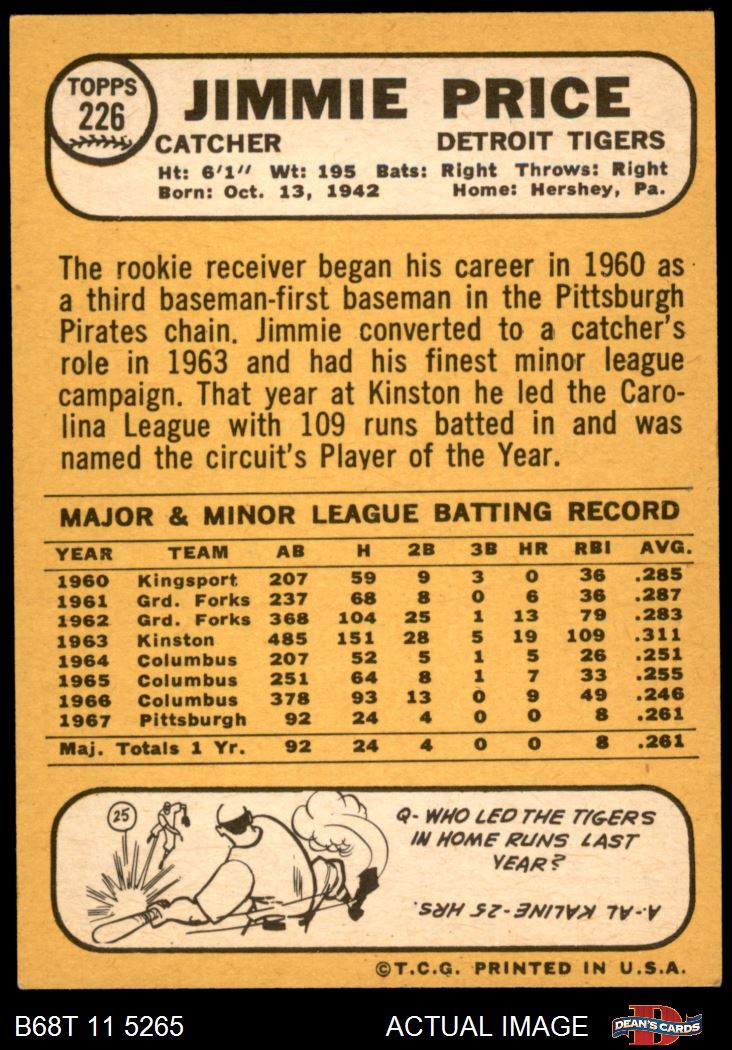 TOPPS
226
JIMMIE PRICE
CATCHER DETROIT TIGERS
Ht: 6'1" Wt: 195 Bats: Right Throws: Right
Born: Oct. 13, 1942 Home: Hershey, Pa.
The rookie receiver began his career in 1960 as
a third baseman-first baseman in the Pittsburgh
Pirates chain. Jimmie converted to a catcher's
role in 1963 and had his finest minor league
campaign. That year at Kinston he led the Caro-
lina League with 109 runs batted in and was
named the circuit's Player of the Year.
MAJOR & MINOR LEAGUE BATTING RECORD
YEAR TEAM AB H 2B 3B HR RBI AVG.
1960 Kingsport 207 59 9 3 0 36 .285
1961 Grd. Forks 237 68 8 0 6 36 .287
1962 Grd. Forks 368 104 25 1 13 79 .283
1963 Kinston 485 151 28 5 19 109 .311
1964 Columbus 207 52 5 1 5 26 .251
1965 Columbus 251 64 8 1 7 33 .255
1966 Columbus 378 93 13 0 9 49 .246
1967 Pittsburgh 92 24 4 0 0 8 .261
Maj. Totals 1 Yr. 92 24 4 0 0 8 .261
25
Q- WHO LED THE TIGERS
IN HOME RUNS LAST
YEAR?
A-AL KALINE-25 HRS.
©T.C.G. PRINTED IN U.S.A.
B68T 11 5265 ACTUAL IMAGE
D
DEAN'S CARDS